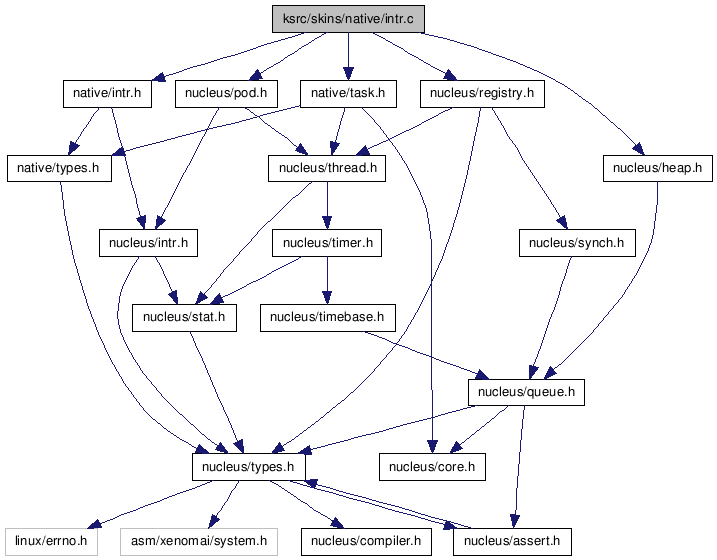 ksrc/skins/native/intr.c
native/intr.h
nucleus/pod.h
native/task.h
nucleus/registry.h
native/types.h
nucleus/thread.h
nucleus/heap.h
nucleus/intr.h
nucleus/timer.h
nucleus/synch.h
nucleus/stat.h
nucleus/timebase.h
nucleus/queue.h
nucleus/types.h
nucleus/core.h
linux/errno.h
asm/xenomai/system.h
nucleus/compiler.h
nucleus/assert.h